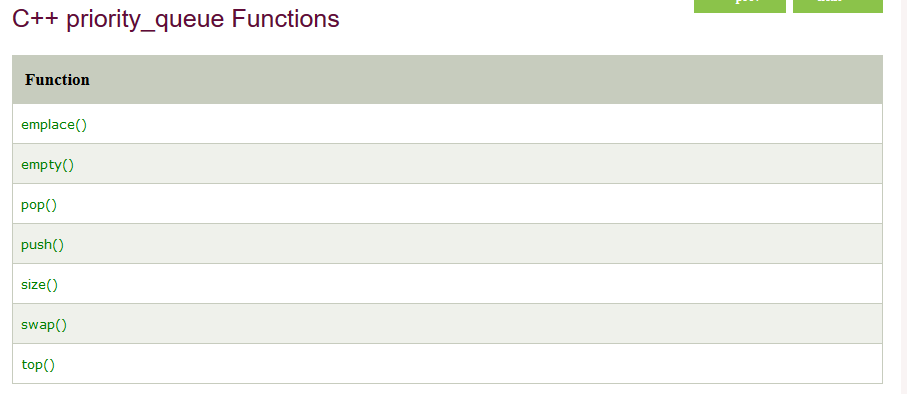 C++ priority_queue Functions
Function
emplace()
empty()
pop()
push()
size()
swap()
top()